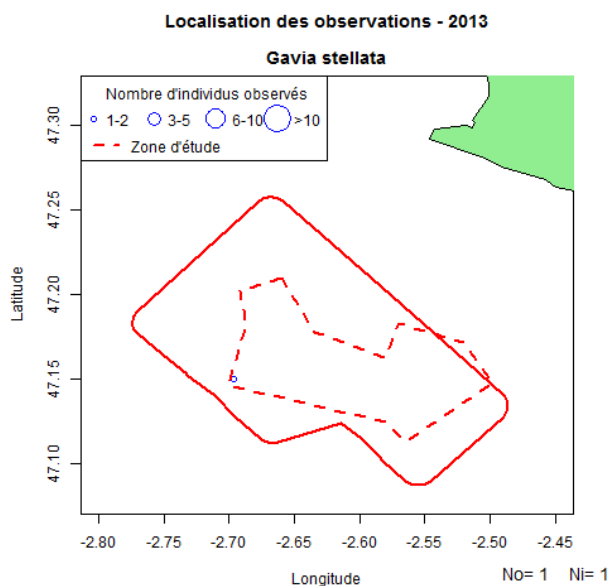 Localisation des observations - 2013
Gavia stellata
Nombre d'individus observés
1-2 3-5 6-10 >10
Zone d'étude
Latitude
47.30
47.25
47.20
47.15
47.10
-2.80 -2.75 -2.70 -2.65 -2.60 -2.55 -2.50 -2.45
Longitude
No= 1 Ni= 1